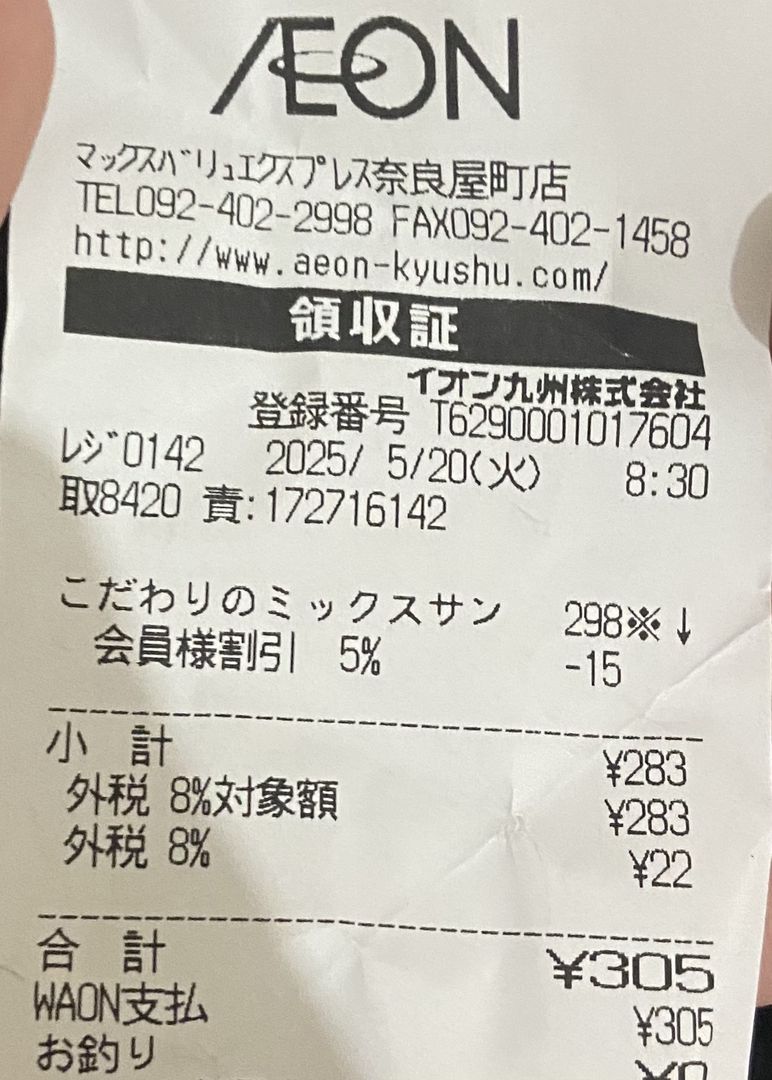 ÆON
マックスバリュエクスプレス奈良屋町店
TEL092-402-2998 FAX092-402-1458
http://www.aeon-kyushu.com/
領収証
イオン九州株式会社
登録番号 T6290001017604
レジ0142 2025/ 5/20(火) 8:30
取8420 責:172716142
こだわりのミックスサン 298※↓
会員様割引 5% -15
小 計 ¥283
外税 8%対象額 ¥283
外税 8% ¥22
合 計 ¥305
WAON支払 ¥305
お釣り ¥0